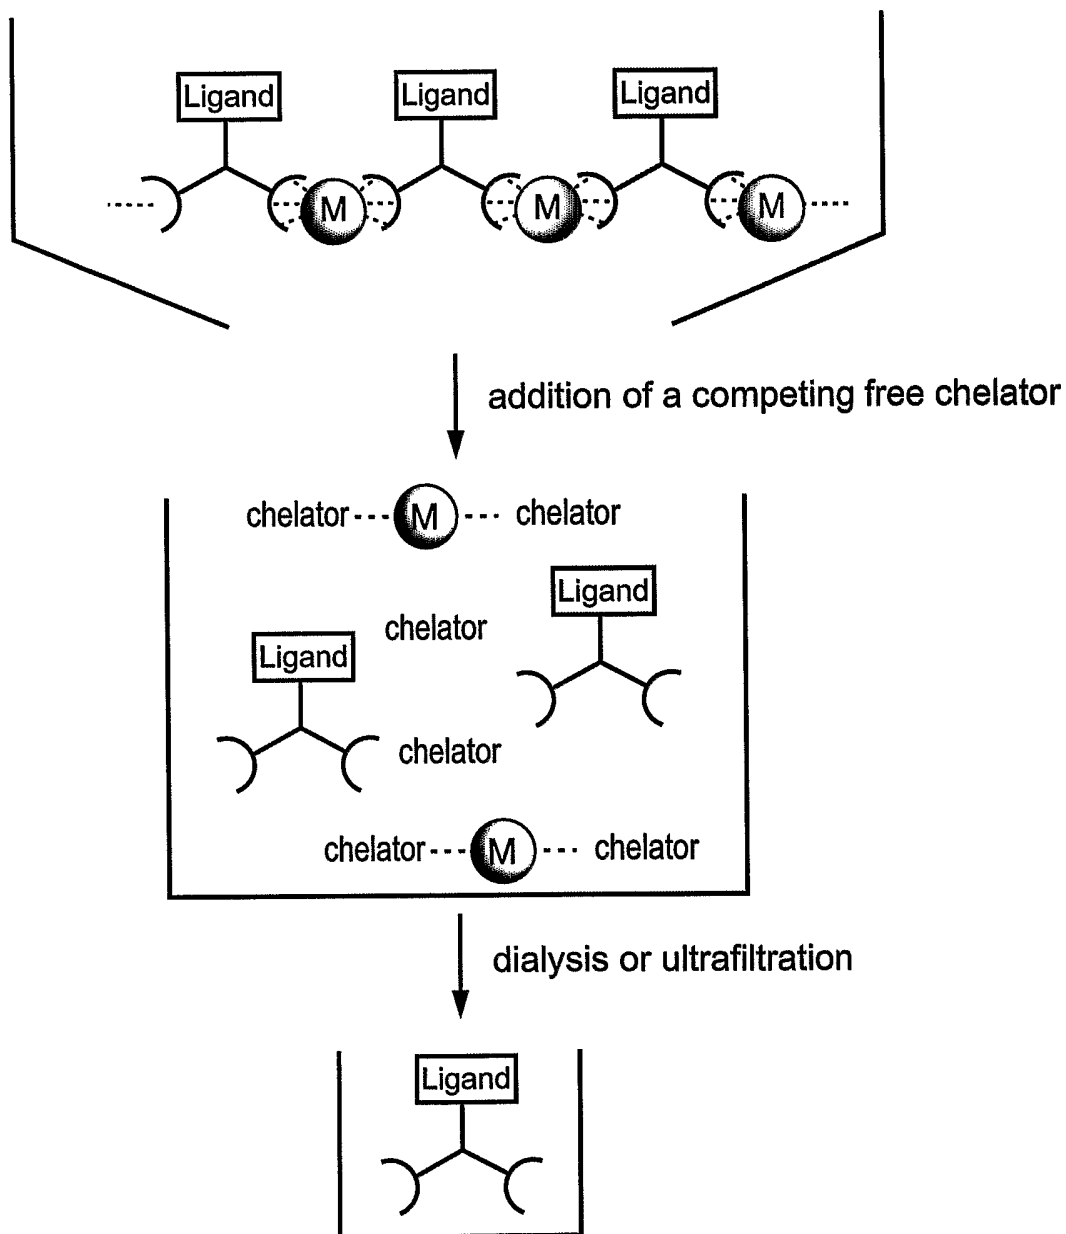 Ligand Ligand Ligand
M M M
addition of a competing free chelator
chelator M chelator
Ligand
chelator
Ligand
chelator
chelator M chelator
dialysis or ultrafiltration
Ligand